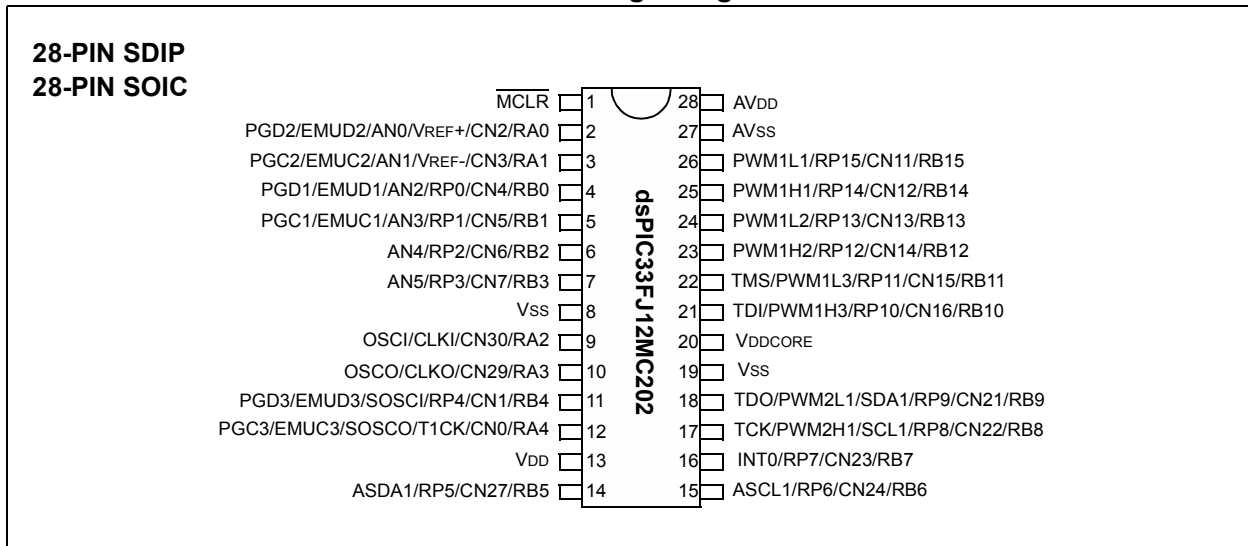 28-PIN SDIP
28-PIN SOIC
MCLR 1 28 AVDD
PGD2/EMUD2/AN0/VREF+/CN2/RA0 2 27 AVSS
PGC2/EMUC2/AN1/VREF-/CN3/RA1 3 26 PWM1L1/RP15/CN11/RB15
PGD1/EMUD1/AN2/RP0/CN4/RB0 4 25 PWM1H1/RP14/CN12/RB14
PGC1/EMUC1/AN3/RP1/CN5/RB1 5 24 PWM1L2/RP13/CN13/RB13
AN4/RP2/CN6/RB2 6 23 PWM1H2/RP12/CN14/RB12
AN5/RP3/CN7/RB3 7 22 TMS/PWM1L3/RP11/CN15/RB11
VSS 8 21 TDI/PWM1H3/RP10/CN16/RB10
OSCI/CLKI/CN30/RA2 9 20 VDDCORE
OSCO/CLKO/CN29/RA3 10 19 VSS
PGD3/EMUD3/SOSCI/RP4/CN1/RB4 11 18 TDO/PWM2L1/SDA1/RP9/CN21/RB9
PGC3/EMUC3/SOSCO/T1CK/CN0/RA4 12 17 TCK/PWM2H1/SCL1/RP8/CN22/RB8
VDD 13 16 INT0/RP7/CN23/RB7
ASDA1/RP5/CN27/RB5 14 15 ASCL1/RP6/CN24/RB6
dsPIC33FJ12MC202